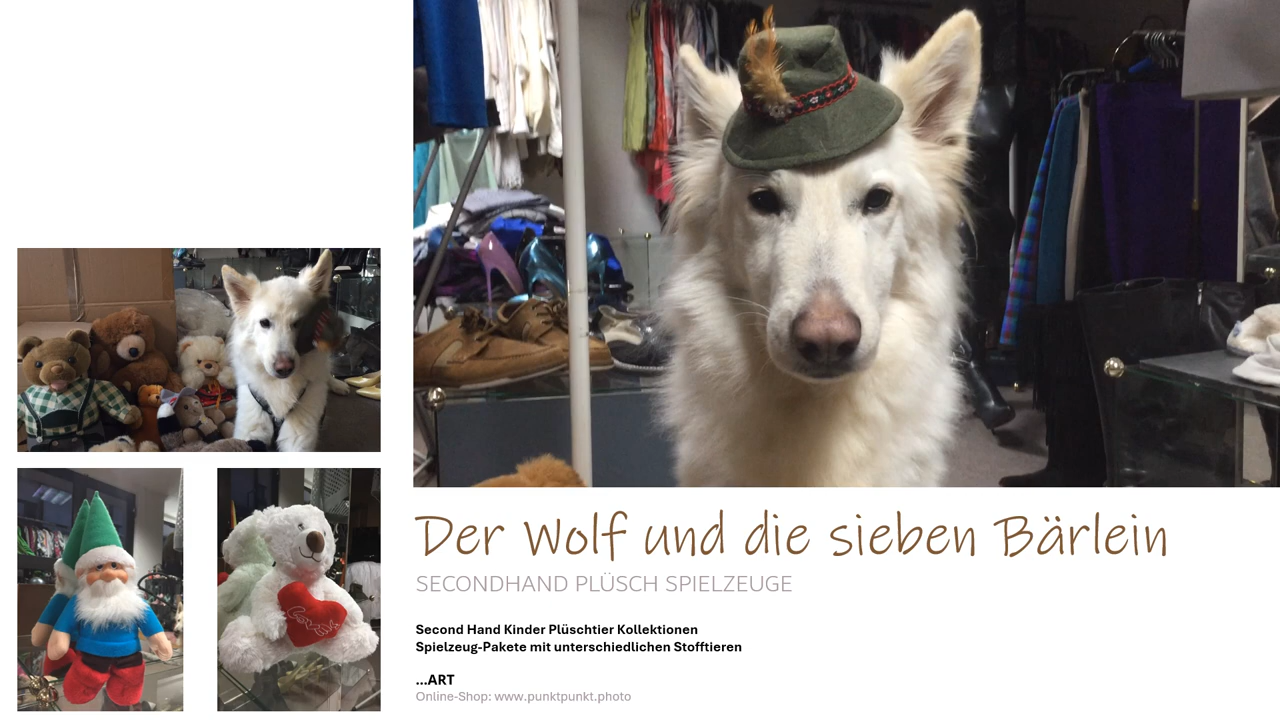 Der Wolf und die sieben Bärlein
SECONDHAND PLÜSCH SPIELZEUGE
Second Hand Kinder Plüschtier Kollektionen
Spielzeug-Pakete mit unterschiedlichen Stofftieren
...ART
Online-Shop: www.punktpunkt.photo